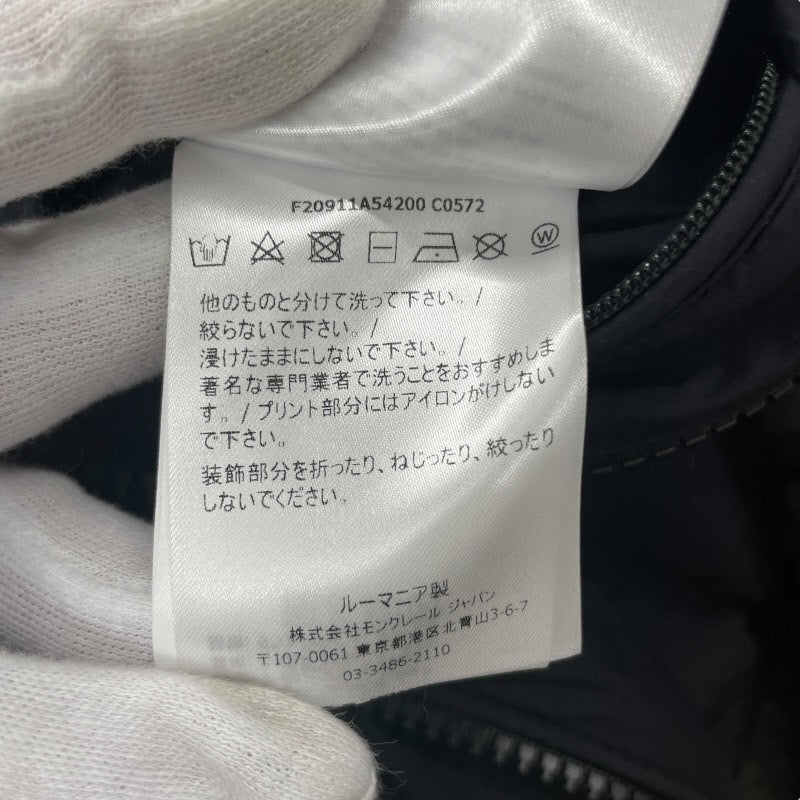 F20911A54200 C0572
W
他のものと分けて洗って下さい。/
絞らないで下さい。/
浸けたままにしないで下さい。/
著名な専門業者で洗うことをおすすめしま
す。/ プリント部分にはアイロンがけしない
で下さい。
装飾部分を折ったり、ねじったり、絞ったり
しないでください。
ルーマニア製
株式会社モンクレール ジャパン
〒107-0061 東京都港区北青山3-6-7
03-3486-2110